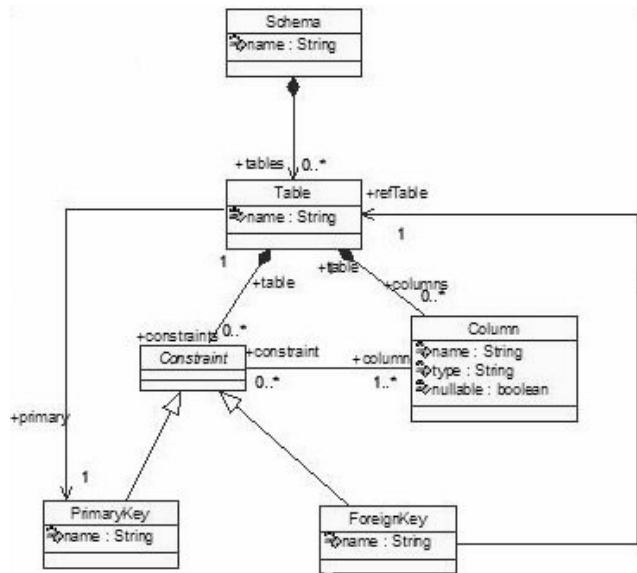 Schema
name : String
+tables
0..*
Table
name : String
+refTable
1
1
+table
+table
+columns
0..*
+constraints
0..*
Constraint
+constraint
0..*
+column
1..*
Column
name : String
type : String
nullable : boolean
+primary
1
PrimaryKey
name : String
ForeignKey
name : String